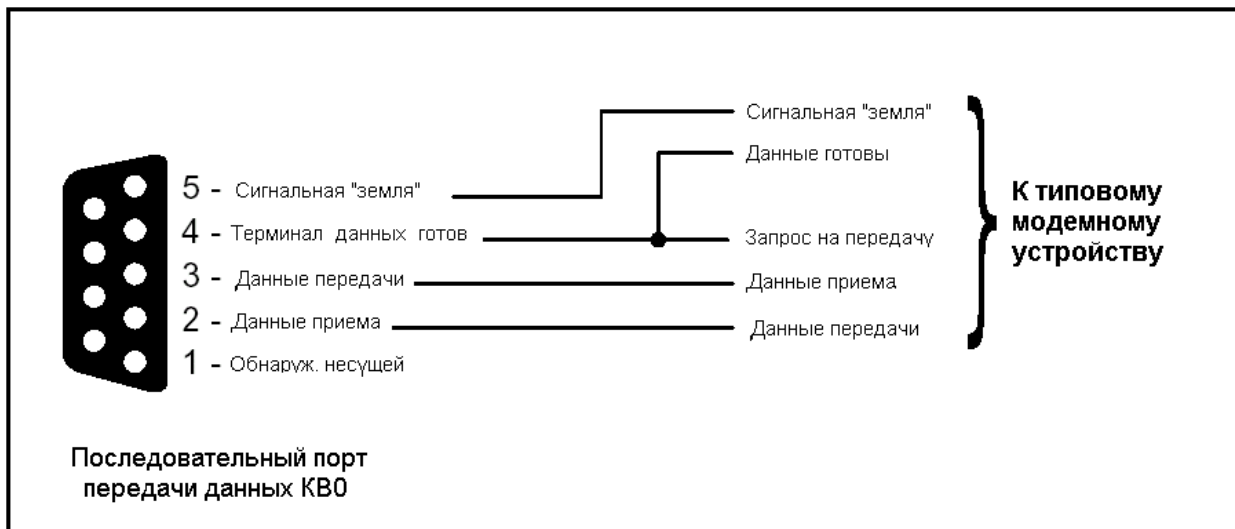 Сигнальная "земля"
Данные готовы
5 - Сигнальная "земля"
4 - Терминал данных готов
Запрос на передачу
3 - Данные передачи
Данные приема
2 - Данные приема
Данные передачи
1 - Обнаруж. несущей
К типовому
модемному
устройству
Последовательный порт
передачи данных КВ0